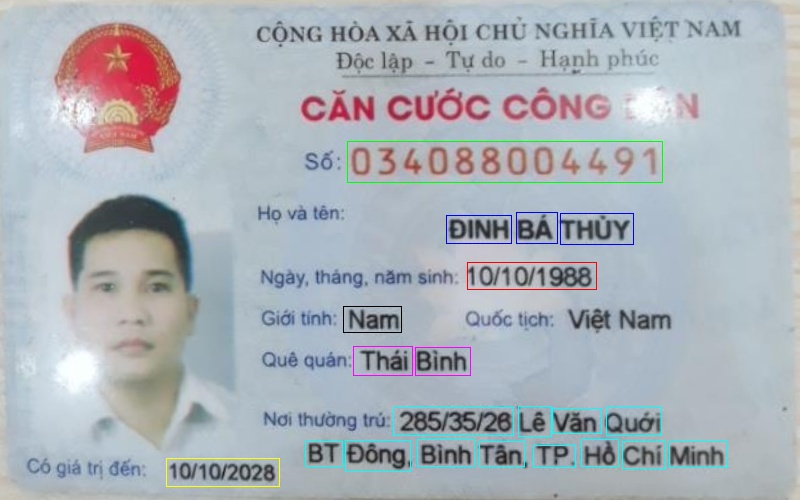 CỘNG HÒA XÃ HỘI CHỦ NGHĨA VIỆT NAM
Độc lập - Tự do - Hạnh phúc
CĂN CƯỚC CÔNG DÂN
Số: 034088004491
Họ và tên:
ĐINH BÁ THỦY
Ngày, tháng, năm sinh: 10/10/1988
Giới tính: Nam Quốc tịch: Việt Nam
Quê quán: Thái Bình
Nơi thường trú: 285/35/26 Lê Văn Quới
BT Đông, Bình Tân, TP. Hồ Chí Minh
Có giá trị đến: 10/10/2028